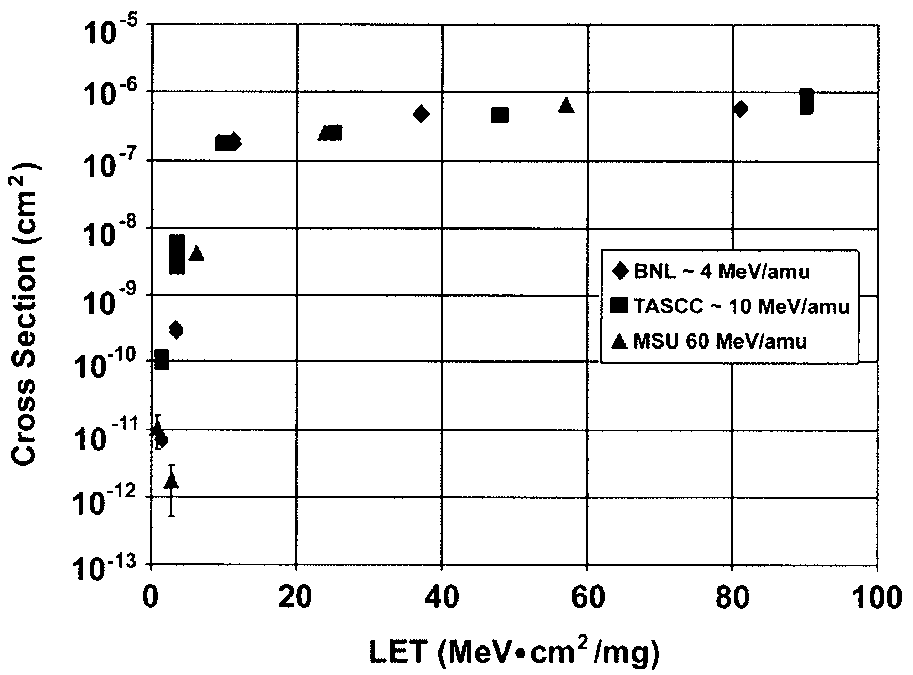 10⁻⁵
10⁻⁶
10⁻⁷
10⁻⁸
10⁻⁹
10⁻¹⁰
10⁻¹¹
10⁻¹²
10⁻¹³
Cross Section (cm²)
BNL ~ 4 MeV/amu
TASCC ~ 10 MeV/amu
MSU 60 MeV/amu
0 20 40 60 80 100
LET (MeV•cm²/mg)